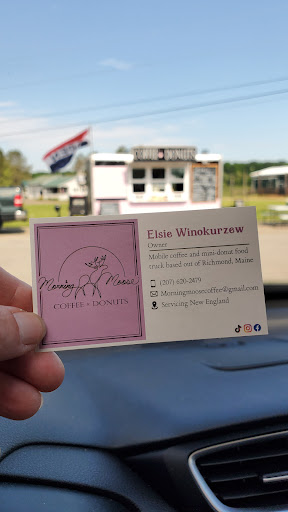 COFFEE & DONUTS
Elsie Winokurzew
Owner
Mobile coffee and mini-donut food
truck based out of Richmond, Maine
(207) 620-2879
Morningmoosecoffee@gmail.com
Servicing New England
Morning Moose
COFFEE + DONUTS